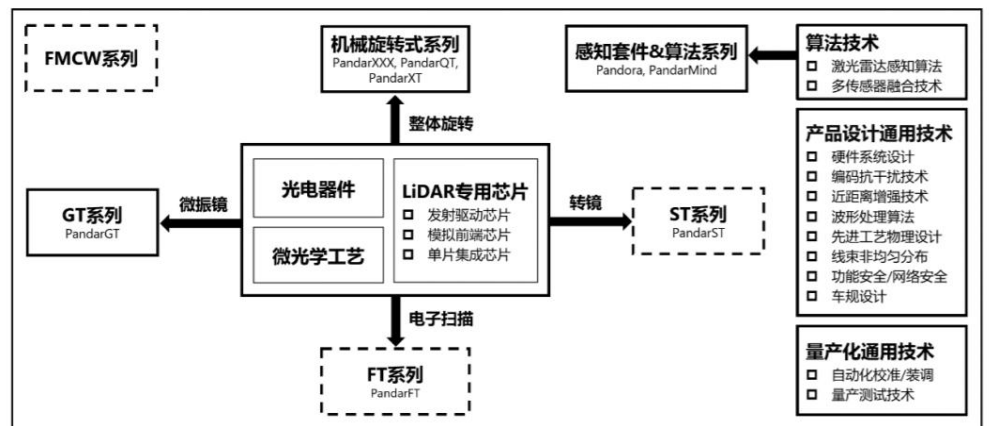 FMCW系列
机械旋转式系列
PandarXXX, PandarQT,
PandarXT
感知套件&算法系列
Pandora, PandarMind
算法技术
激光雷达感知算法
多传感器融合技术
整体旋转
光电器件
微光学工艺
LiDAR专用芯片
发射驱动芯片
模拟前端芯片
单片集成芯片
微振镜
GT系列
PandarGT
转镜
ST系列
PandarST
电子扫描
FT系列
PandarFT
产品设计通用技术
硬件系统设计
编码抗干扰技术
近距离增强技术
波形处理算法
先进工艺物理设计
线束非均匀分布
功能安全/网络安全
车规设计
量产化通用技术
自动化校准/装调
量产测试技术